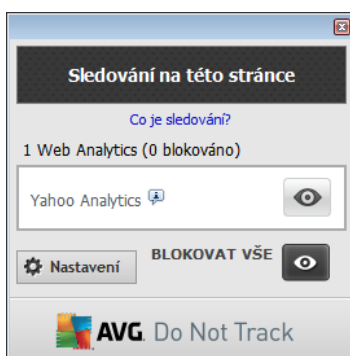 Sledování na této stránce
Co je sledování?
1 Web Analytics (0 blokováno)
Yahoo Analytics
Nastavení
BLOKOVAT VŠE
AVG. Do Not Track